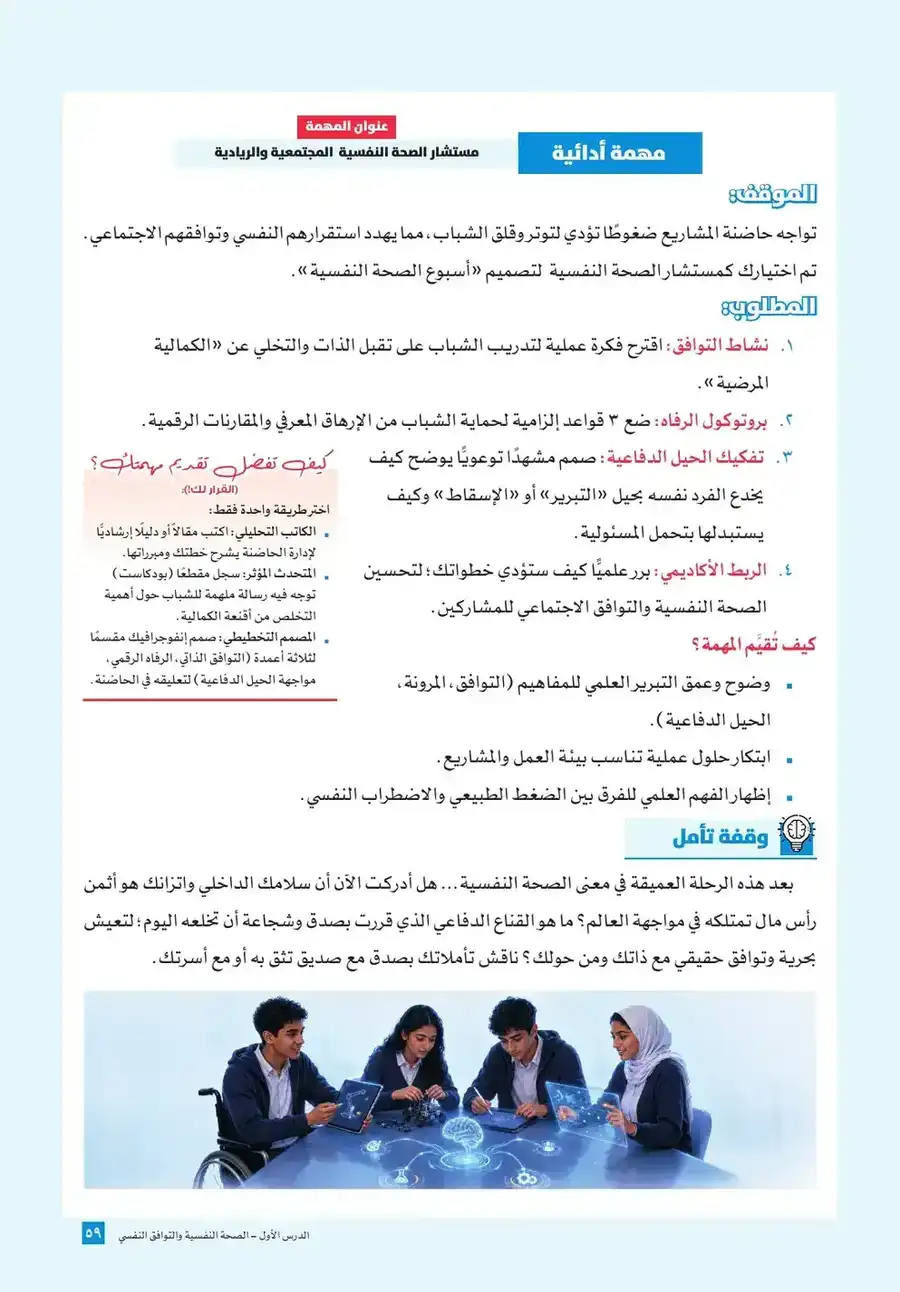 عنوان المهمة
مهمة أدائية
مستشار الصحة النفسية المجتمعية والريادية
الموقف:
تواجه حاضنة المشاريع ضغوطًا تؤدي لتوتر وقلق الشباب، مما يهدد استقرارهم النفسي وتوافقهم الاجتماعي.
تم اختيارك كمستشار الصحة النفسية لتصميم «أسبوع الصحة النفسية».
المطلوب:
١. نشاط التوافق: اقترح فكرة عملية لتدريب الشباب على تقبل الذات والتخلي عن «الكمالية
المرضية».
٢. بروتوكول الرفاه: ضع ٣ قواعد إلزامية لحماية الشباب من الإرهاق المعرفي والمقارنات الرقمية.
٣. تفكيك الحيل الدفاعية: صمم مشهدًا توعويًا يوضح كيف
يخدع الفرد نفسه بحيل «التبرير» أو «الإسقاط» وكيف
يستبدلها بتحمل المسئولية.
٤. الربط الأكاديمي: برر علميًّا كيف ستؤدي خطواتك؛ لتحسين
الصحة النفسية والتوافق الاجتماعي للمشاركين.
كيف تُقيَّم المهمة؟
▪ وضوح وعمق التبرير العلمي للمفاهيم (التوافق، المرونة،
الحيل الدفاعية).
▪ ابتكار حلول عملية تناسب بيئة العمل والمشاريع.
▪ إظهار الفهم العلمي للفرق بين الضغط الطبيعي والاضطراب النفسي.
كيف تفضل تقديم مهمتك؟
(القرار لك!):
اختر طريقة واحدة فقط:
▪ الكاتب التحليلي: اكتب مقالاً أو دليلًا إرشاديًّا
لإدارة الحاضنة يشرح خطتك ومبرراتها.
▪ المتحدث المؤثر: سجل مقطعًا (بودكاست)
توجه فيه رسالة ملهمة للشباب حول أهمية
التخلص من أقنعة الكمالية.
▪ المصمم التخطيطي: صمم إنفوجرافيك مقسمًا
لثلاثة أعمدة (التوافق الذاتي، الرفاه الرقمي،
مواجهة الحيل الدفاعية) لتعليقه في الحاضنة.
وقفة تأمل
بعد هذه الرحلة العميقة في معنى الصحة النفسية... هل أدركت الآن أن سلامك الداخلي واتزانك هو أثمن
رأس مال تمتلكه في مواجهة العالم؟ ما هو القناع الدفاعي الذي قررت بصدق وشجاعة أن تخلعه اليوم؛ لتعيش
بحرية وتوافق حقيقي مع ذاتك ومن حولك؟ ناقش تأملاتك بصدق مع صديق تثق به أو مع أسرتك.
الدرس الأول - الصحة النفسية والتوافق النفسي
٥٩